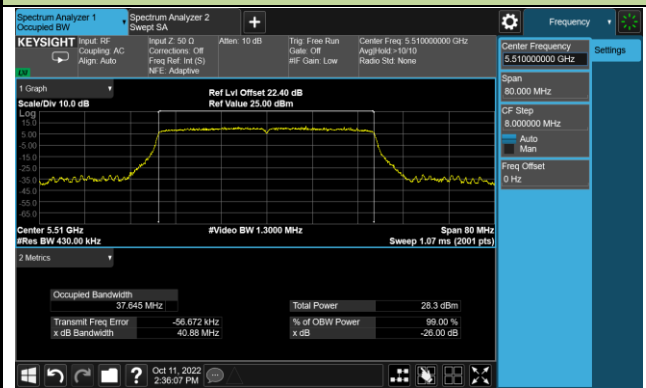 Spectrum Analyzer 1
Occupied BW
Spectrum Analyzer 2
Swept SA
+
Frequency
KEYSIGHT
Input: RF
Coupling: AC
Align: Auto
Input Z: 50 Ω
Corrections: Off
Freq Ref: Int (S)
NFE: Adaptive
Atten: 10 dB
Trig: Free Run
Gate: Off
#IF Gain: Low
Center Freq: 5.510000000 GHz
Avg|Hold:>10/10
Radio Std: None
Center Frequency
5.510000000 GHz
Settings
Span
80.000 MHz
CF Step
8.000000 MHz
Auto
Man
Freq Offset
0 Hz
1 Graph
Scale/Div 10.0 dB
Ref Lvl Offset 22.40 dB
Ref Value 25.00 dBm
Log
15.0
5.00
-5.00
-15.0
-25.0
-35.0
-45.0
-55.0
-65.0
Center 5.51 GHz
#Res BW 430.00 kHz
#Video BW 1.3000 MHz
Span 80 MHz
Sweep 1.07 ms (2001 pts)
2 Metrics
Occupied Bandwidth
37.645 MHz
Total Power 28.3 dBm
Transmit Freq Error -56.672 kHz
% of OBW Power 99.00 %
x dB Bandwidth 40.88 MHz
x dB -26.00 dB
?
Oct 11, 2022
2:36:07 PM